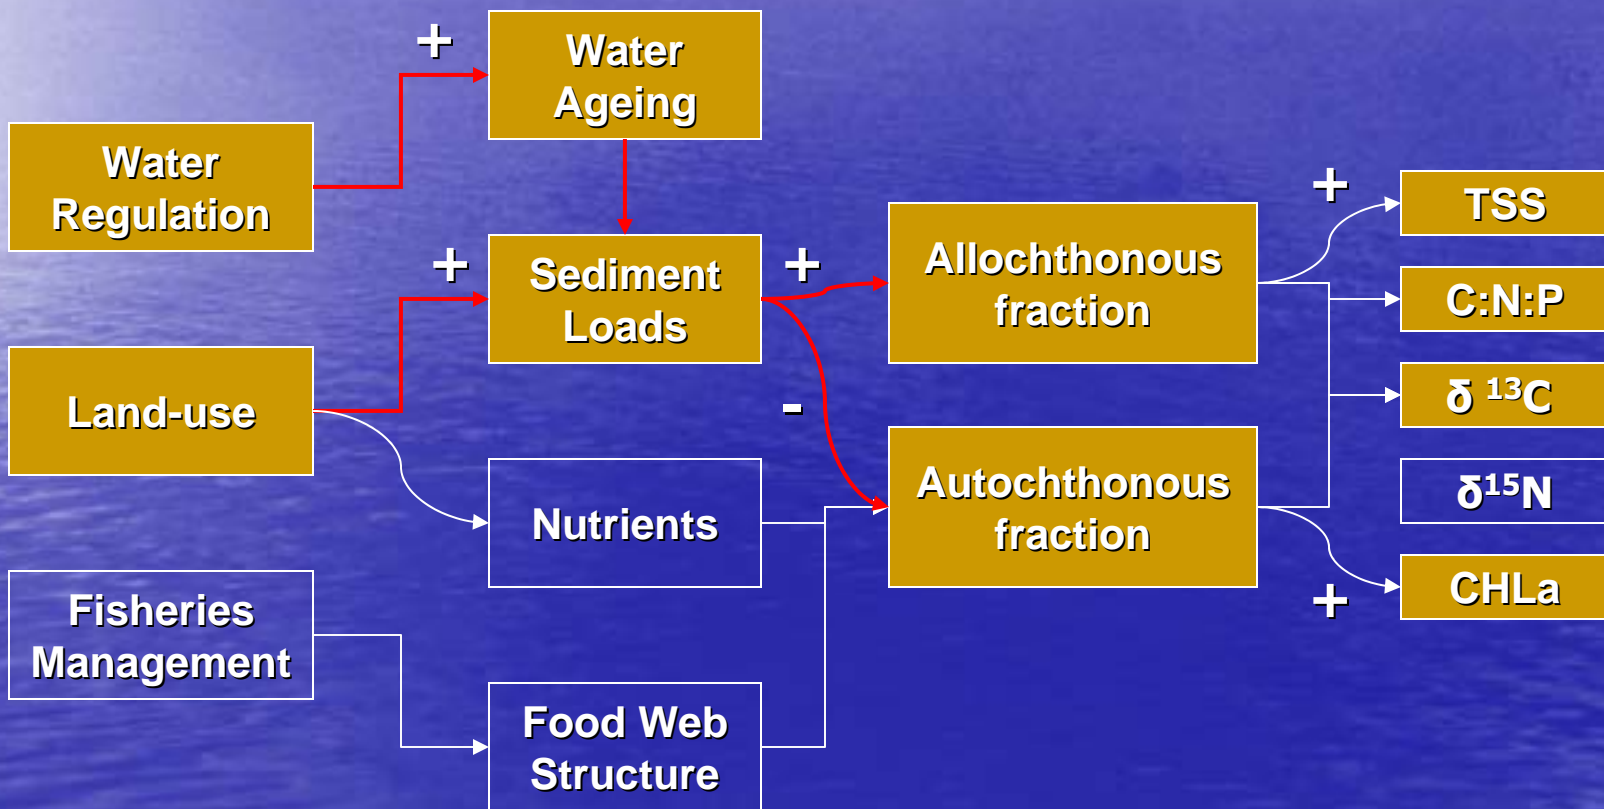 +
Water
Ageing
Water
Regulation
+
TSS
+
Sediment
Loads
+
Allochthonous
fraction
C:N:P
Land-use
-
δ ¹³C
Nutrients
Autochthonous
fraction
δ¹⁵N
Fisheries
Management
+
CHLa
Food Web
Structure